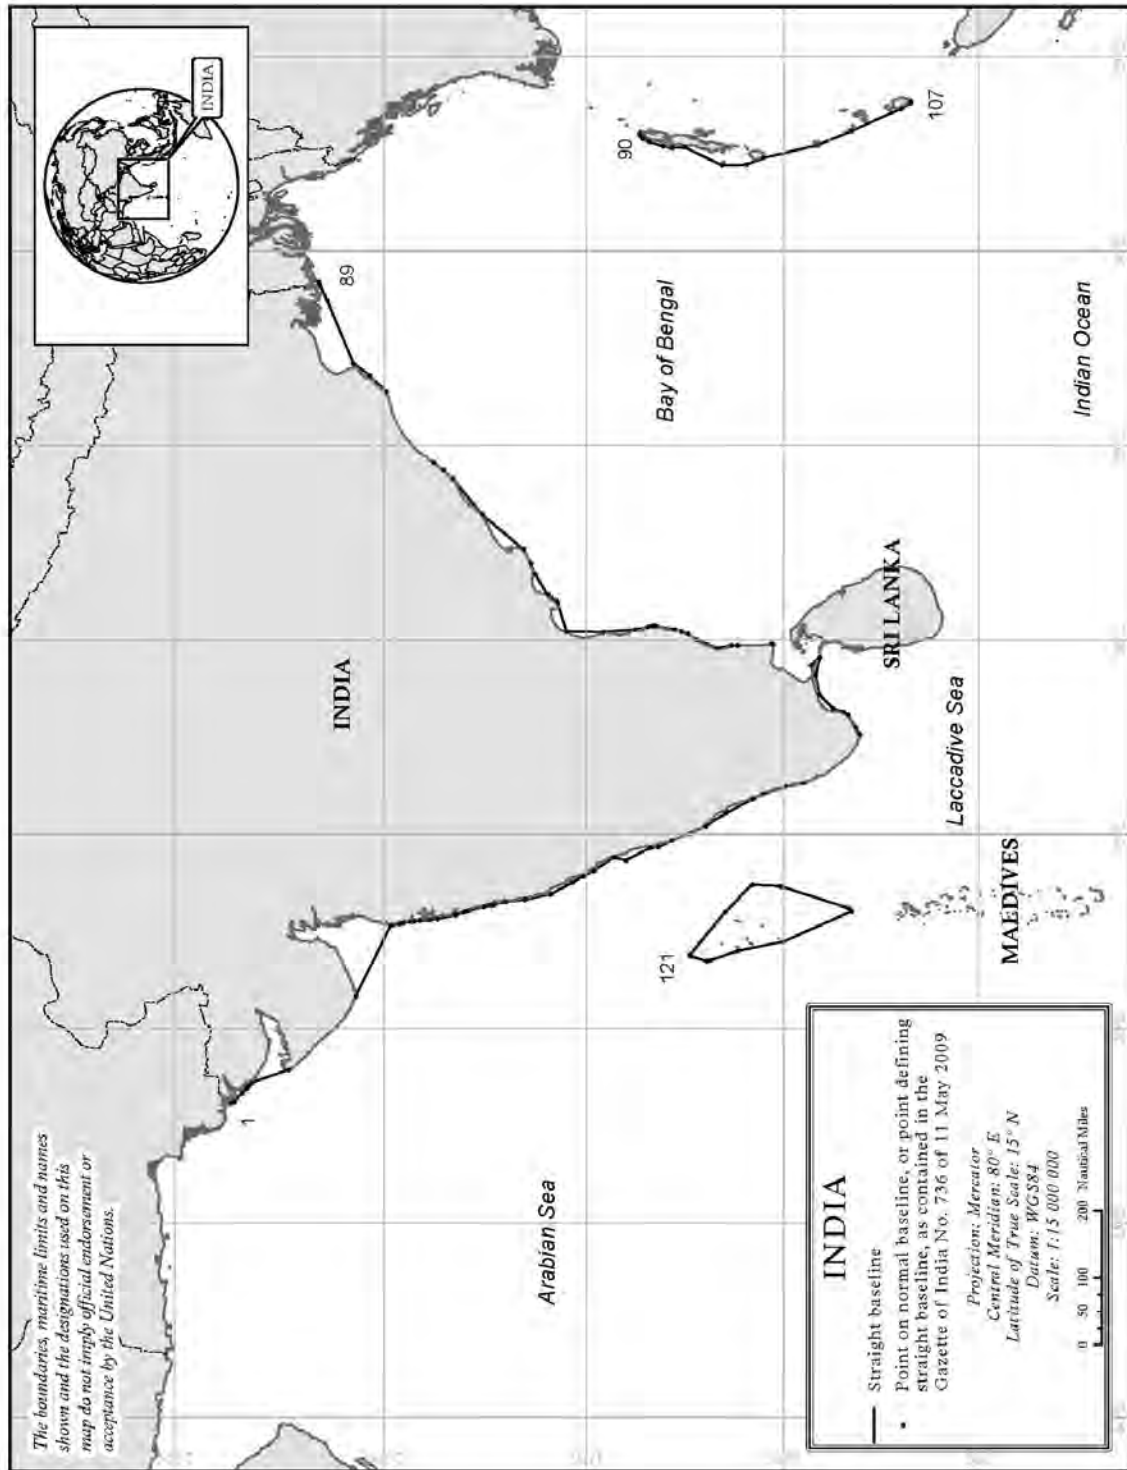 The boundaries, maritime limits and names
shown and the designations used on this
map do not imply official endorsement or
acceptance by the United Nations.
INDIA
INDIA
1
89
90
107
121
Arabian Sea
Bay of Bengal
Indian Ocean
Laccadive Sea
SRI LANKA
MAEDIVES
INDIA
Straight baseline
Point on normal baseline, or point defining
straight baseline, as contained in the
Gazette of India No. 736 of 11 May 2009
Projection: Mercator
Central Meridian: 80° E
Latitude of True Scale: 15° N
Datum: WGS84
Scale: 1:15 000 000
0 50 100 200 Nautical Miles